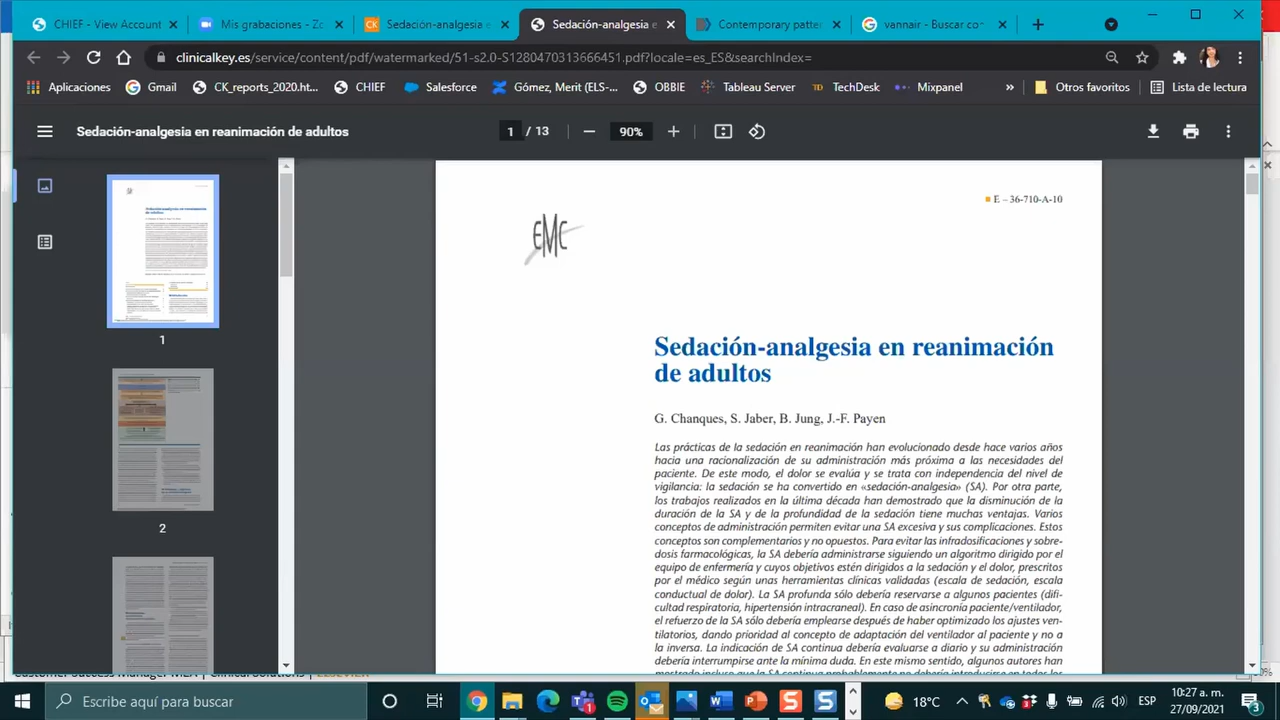 CHIEF - View Account
Mis grabaciones - Zo
Sedación-analgesia e
Sedación-analgesia e
Contemporary patte
vannair - Buscar con
clinicalkey.es/service/content/pdf/watermarked/51-s2.0-S1280470313666451.pdf?locale=es_ES&searchIndex=
Aplicaciones
Gmail
CK_reports_2020.ht...
CHIEF
Salesforce
Gómez, Merit (ELS-...
OBBIE
Tableau Server
TechDesk
Mixpanel
»
Otros favoritos
Lista de lectura
Sedación-analgesia en reanimación de adultos
1 / 13
90%
1
2
E – 36-710-A-10
EMC
Sedación-analgesia en reanimación
de adultos
G. Chanques, S. Jaber, B. Jung, J.-F. Payen
Las prácticas de la sedación en reanimación han evolucionado desde hace varios años
hacia una racionalización de su administración más próxima a las necesidades del
paciente. De este modo, el dolor se evalúa y se trata con independencia del nivel de
vigilancia: la sedación se ha convertido en «sedación-analgesia» (SA). Por otra parte,
los trabajos realizados en la última década han demostrado que la disminución de la
duración de la SA y de la profundidad de la sedación tiene muchas ventajas. Varios
conceptos de administración permiten evitar una SA excesiva y sus complicaciones. Estos
conceptos son complementarios y no opuestos. Para evitar las infradosificaciones y sobre-
dosis farmacológicas, la SA debería administrarse siguiendo un algoritmo dirigido por el
equipo de enfermería y cuyos objetivos estén dirigidos a la sedación y el dolor, prescritos
por el médico según unas herramientas clínicas validadas (escala de sedación, escala
conductual de dolor). La SA profunda sólo debería reservarse a algunos pacientes (difi-
cultad respiratoria, hipertensión intracraneal). En caso de asincronía paciente/ventilador,
el refuerzo de la SA sólo debería emplearse después de haber optimizado los ajustes ven-
tilatorios, dando prioridad al concepto de adaptación del ventilador al paciente y no a
la inversa. La indicación de SA continua debería evaluarse a diario y su administración
debería interrumpirse ante la mínima duda. En este mismo sentido, algunos autores han
mostrado incluso que la SA continua probablemente no debería introducirse en todos los
Escribe aquí para buscar
18°C
ESP
10:27 a. m.
27/09/2021